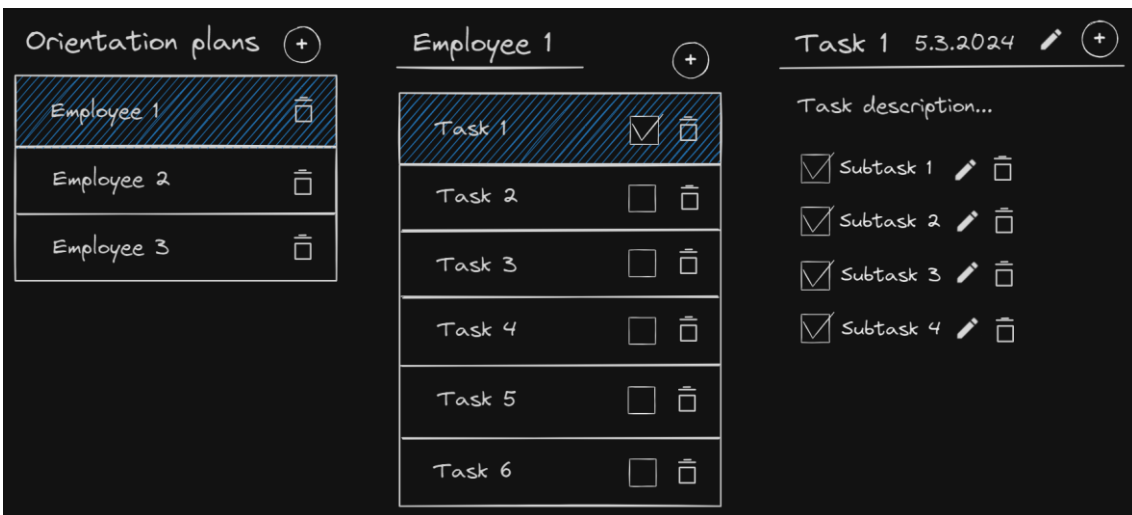 Orientation plans +
Employee 1
Employee 2
Employee 3
Employee 1
+
Task 1
Task 2
Task 3
Task 4
Task 5
Task 6
Task 1 5.3.2024 +
Task description...
Subtask 1
Subtask 2
Subtask 3
Subtask 4